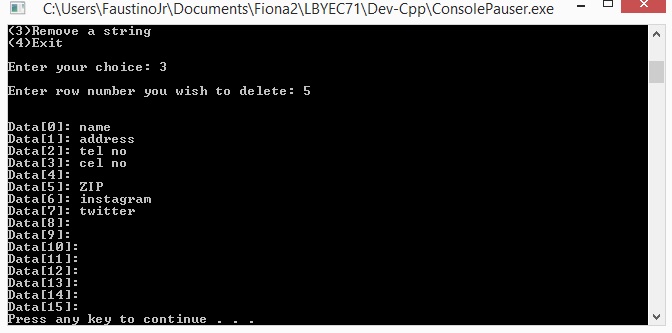 C:\Users\FaustinoJr\Documents\Fiona2\LBYEC71\Dev-Cpp\ConsolePauser.exe
(3)Remove a string
(4)Exit
Enter your choice: 3
Enter row number you wish to delete: 5
Data[0]: name
Data[1]: address
Data[2]: tel no
Data[3]: cel no
Data[4]:
Data[5]: ZIP
Data[6]: instagram
Data[7]: twitter
Data[8]:
Data[9]:
Data[10]:
Data[11]:
Data[12]:
Data[13]:
Data[14]:
Data[15]:
Press any key to continue . . .